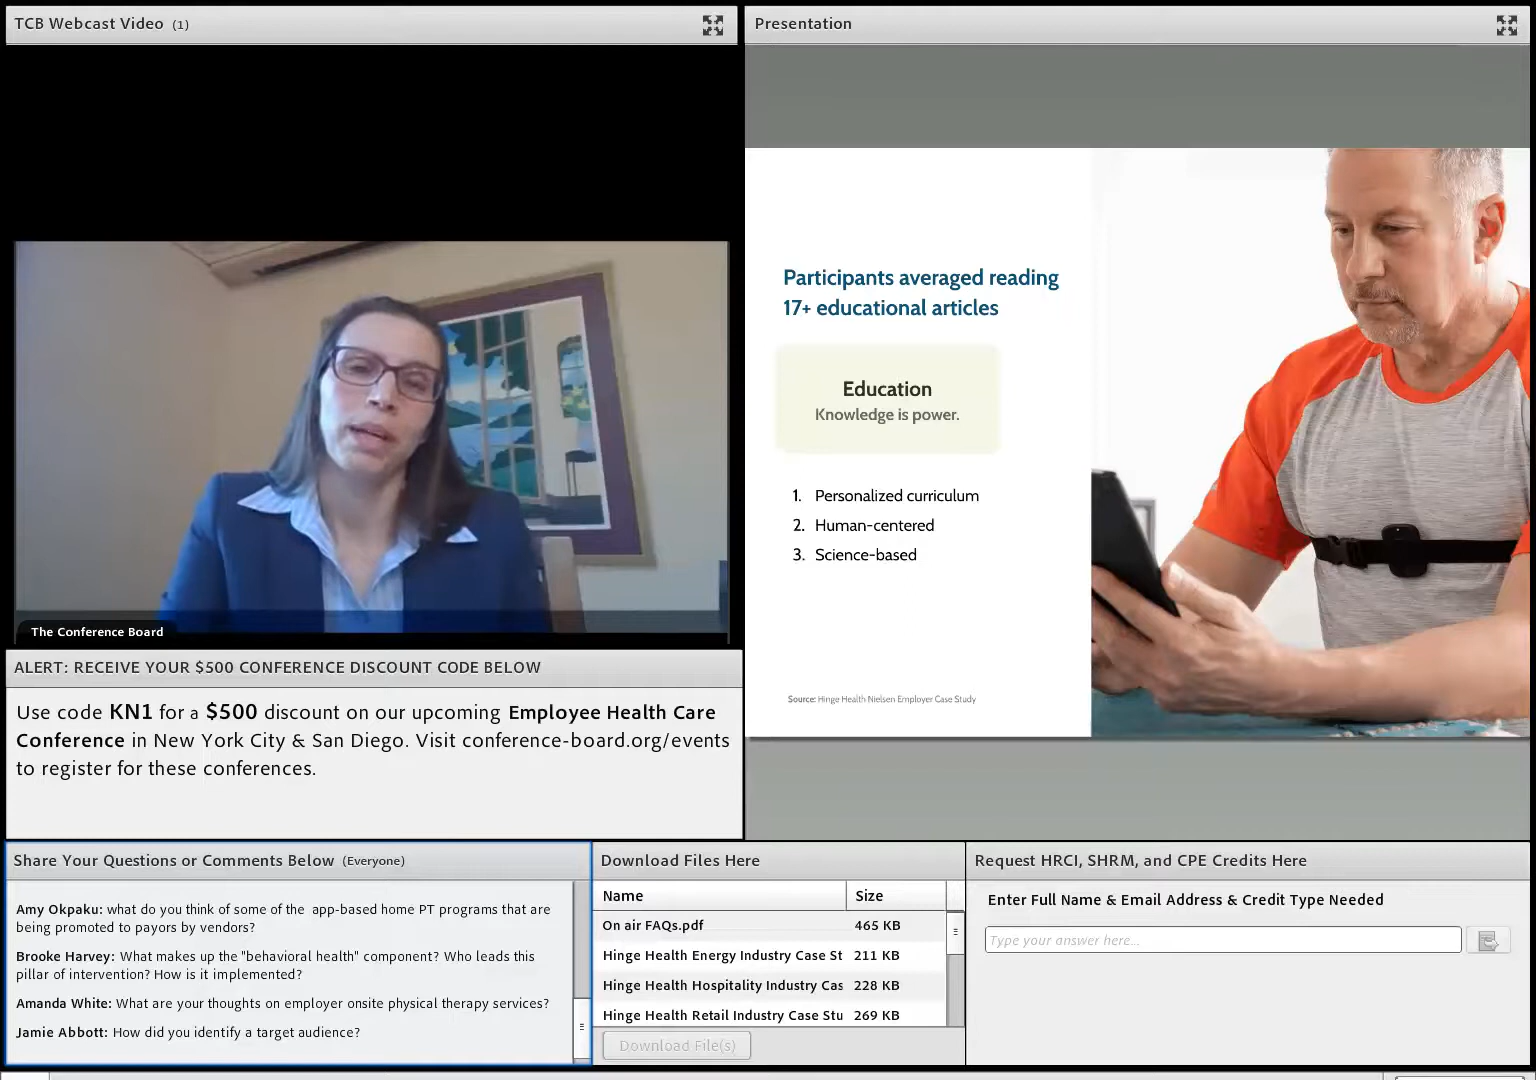 TCB Webcast Video (1)
Presentation
Participants averaged reading
17+ educational articles
Education
Knowledge is power.
1. Personalized curriculum
2. Human-centered
3. Science-based
Source: Hinge Health Nielsen Employer Case Study
The Conference Board
ALERT: RECEIVE YOUR $500 CONFERENCE DISCOUNT CODE BELOW
Use code KN1 for a $500 discount on our upcoming Employee Health Care
Conference in New York City & San Diego. Visit conference-board.org/events
to register for these conferences.
Share Your Questions or Comments Below (Everyone)
Amy Okpaku: what do you think of some of the app-based home PT programs that are
being promoted to payors by vendors?
Brooke Harvey: What makes up the "behavioral health" component? Who leads this
pillar of intervention? How is it implemented?
Amanda White: What are your thoughts on employer onsite physical therapy services?
Jamie Abbott: How did you identify a target audience?
Download Files Here
Name Size
On air FAQs.pdf 465 KB
Hinge Health Energy Industry Case St 211 KB
Hinge Health Hospitality Industry Cas 228 KB
Hinge Health Retail Industry Case Stu 269 KB
Download File(s)
Request HRCI, SHRM, and CPE Credits Here
Enter Full Name & Email Address & Credit Type Needed
Type your answer here...